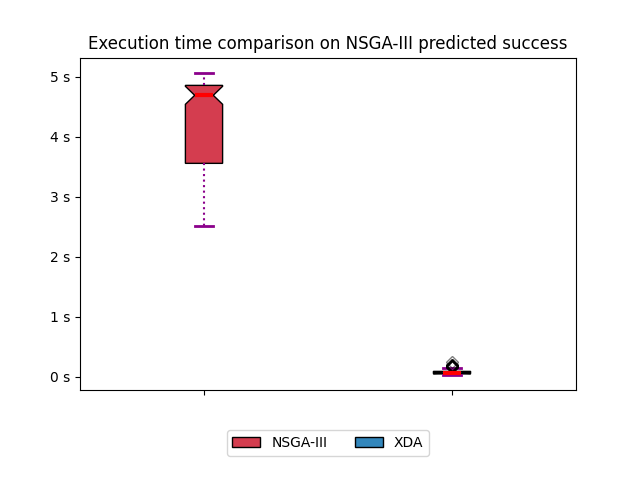 Execution time comparison on NSGA-III predicted success
5 s
4 s
3 s
2 s
1 s
0 s
NSGA-III
XDA